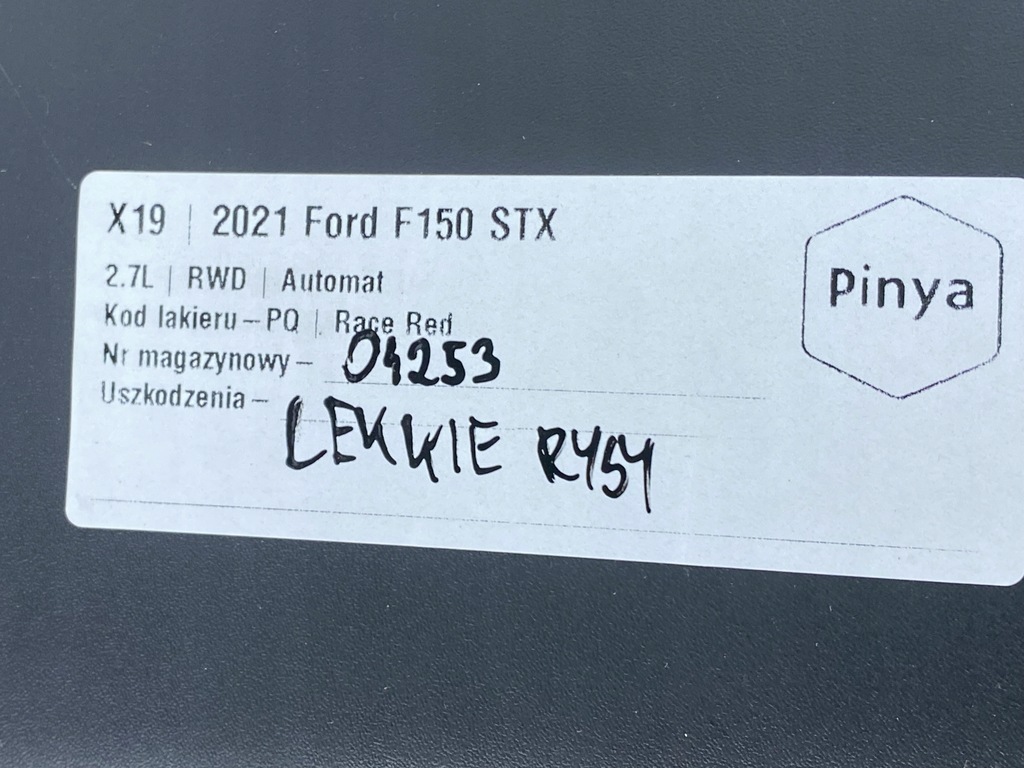 X19 | 2021 Ford F150 STX
Pinya
2.7L | RWD | Automat
Kod lakieru – PQ | Race Red
Nr magazynowy – 04253
Uszkodzenia – LEKKIE RYSY